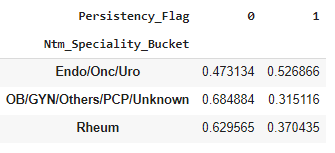 Persistency_Flag 0 1
Ntm_Speciality_Bucket
Endo/Onc/Uro 0.473134 0.526866
OB/GYN/Others/PCP/Unknown 0.684884 0.315116
Rheum 0.629565 0.370435